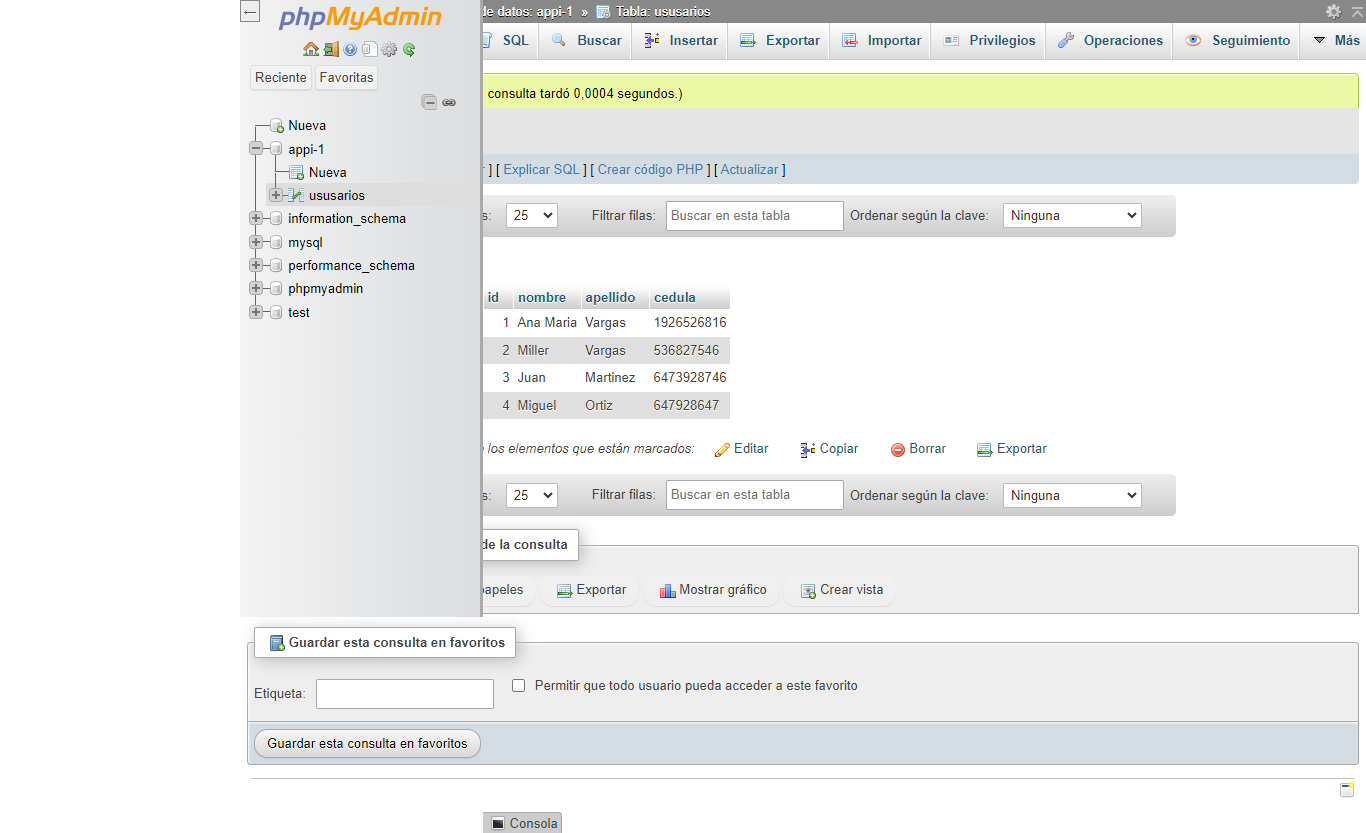 phpMyAdmin
Reciente Favoritas
Nueva
appi-1
Nueva
ususarios
information_schema
mysql
performance_schema
phpmyadmin
test
de datos: appi-1 » Tabla: ususarios
SQL Buscar Insertar Exportar Importar Privilegios Operaciones Seguimiento Más
consulta tardó 0,0004 segundos.)
] [ Explicar SQL ] [ Crear código PHP ] [ Actualizar ]
25 Filtrar filas: Buscar en esta tabla Ordenar según la clave: Ninguna
id nombre apellido cedula
1 Ana Maria Vargas 1926526816
2 Miller Vargas 536827546
3 Juan Martinez 6473928746
4 Miguel Ortiz 647928647
los elementos que están marcados: Editar Copiar Borrar Exportar
25 Filtrar filas: Buscar en esta tabla Ordenar según la clave: Ninguna
de la consulta
papeles Exportar Mostrar gráfico Crear vista
Guardar esta consulta en favoritos
Etiqueta: Permitir que todo usuario pueda acceder a este favorito
Guardar esta consulta en favoritos
Consola